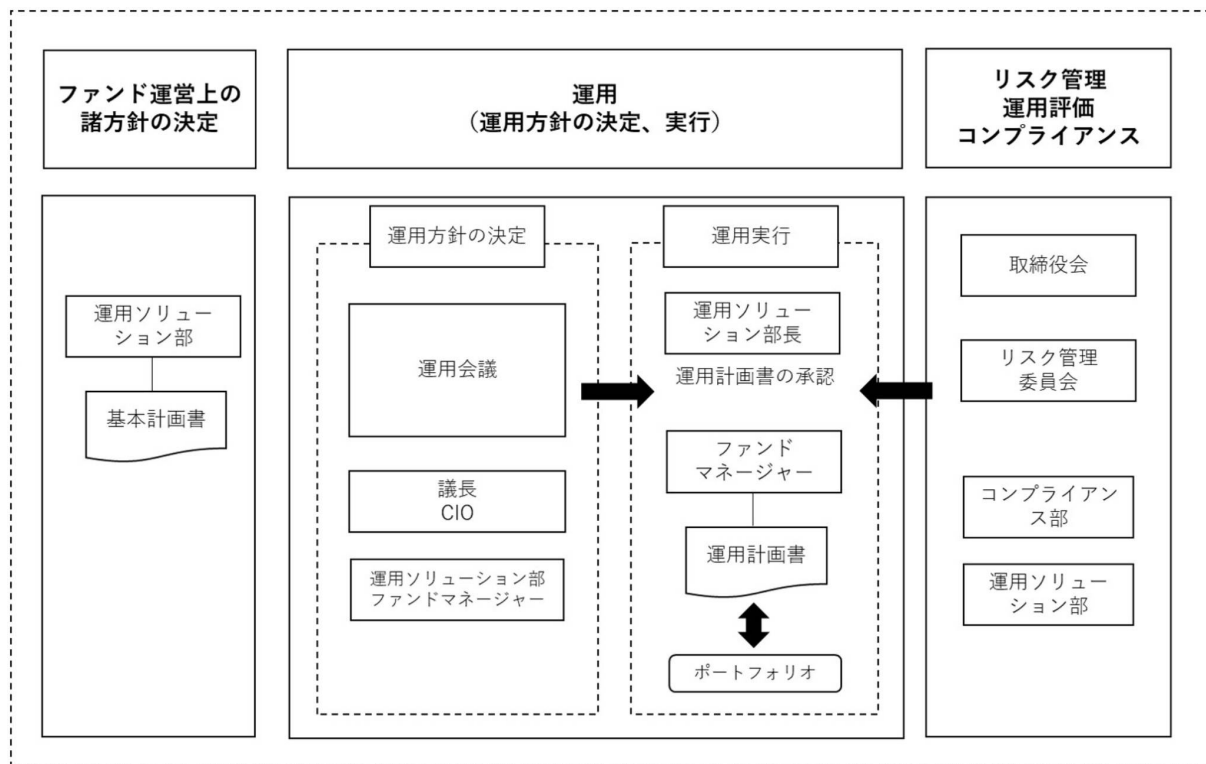 ファンド運営上の
諸方針の決定
運用
（運用方針の決定、実行）
リスク管理
運用評価
コンプライアンス
運用ソリュー
ション部
基本計画書
運用方針の決定
運用会議
議長
CIO
運用ソリューション部
ファンドマネージャー
運用実行
運用ソリュー
ション部長
運用計画書の承認
ファンド
マネージャー
運用計画書
ポートフォリオ
取締役会
リスク管理
委員会
コンプライアン
ス部
運用ソリュー
ション部